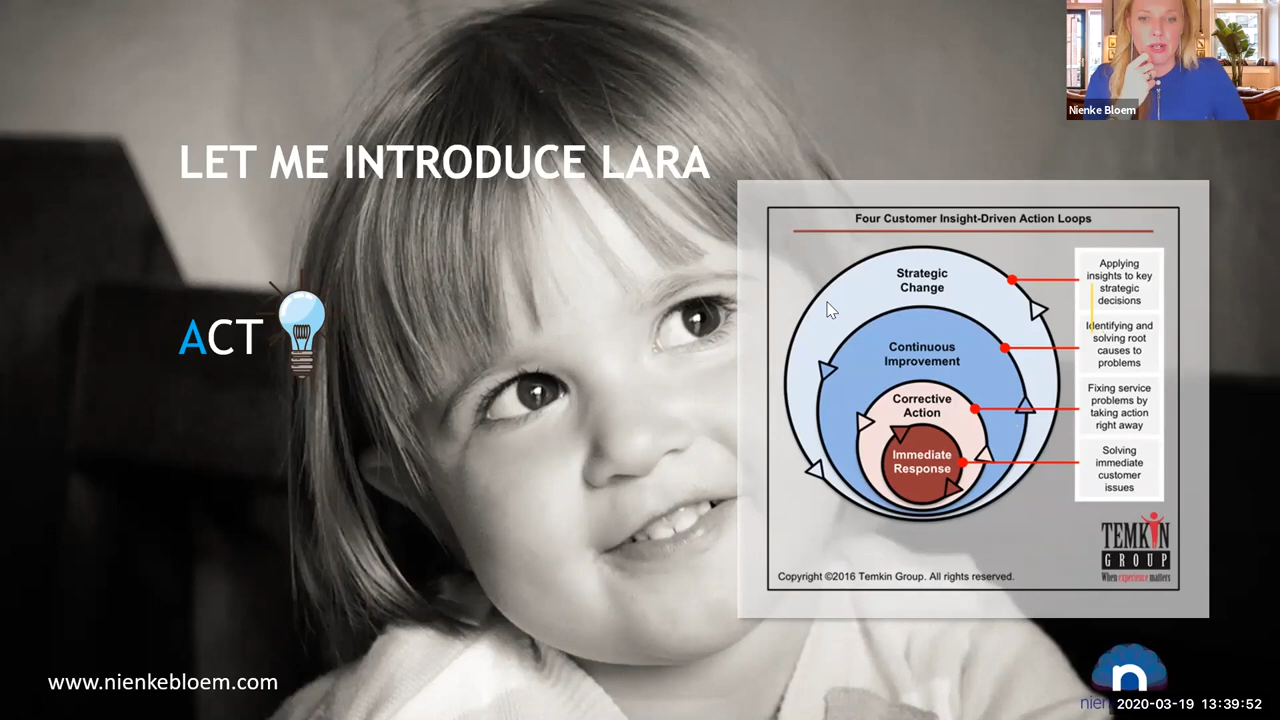 Nienke Bloem
LET ME INTRODUCE LARA
ACT
Four Customer Insight-Driven Action Loops
Strategic
Change
Applying
insights to key
strategic
decisions
Continuous
Improvement
Identifying and
solving root
causes to
problems
Corrective
Action
Fixing service
problems by
taking action
right away
Immediate
Response
Solving
immediate
customer
issues
TEMKIN
GROUP
When experience matters
Copyright ©2016 Temkin Group. All rights reserved.
www.nienkebloem.com
n
nien
2020-03-19 13:39:52